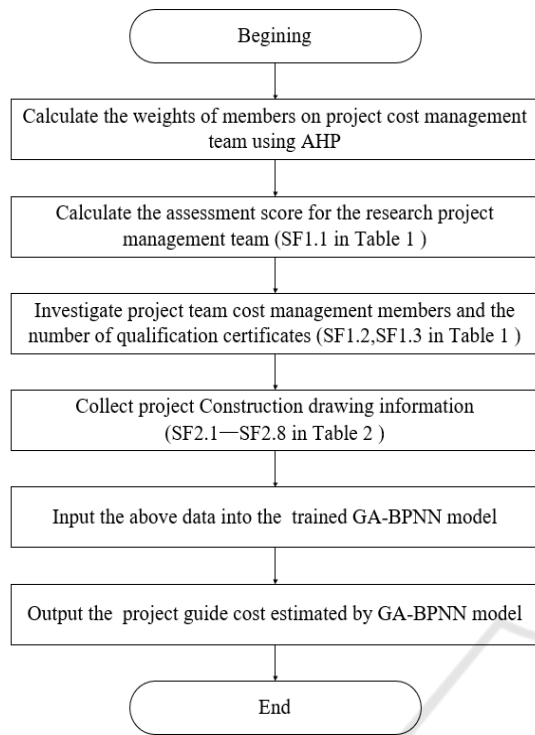 Begining
Calculate the weights of members on project cost management
team using AHP
Calculate the assessment score for the research project
management team (SF1.1 in Table 1 )
Investigate project team cost management members and the
number of qualification certificates (SF1.2,SF1.3 in Table 1 )
Collect project Construction drawing information
(SF2.1—SF2.8 in Table 2 )
Input the above data into the  trained GA-BPNN model
Output the  project guide cost estimated by GA-BPNN model
End